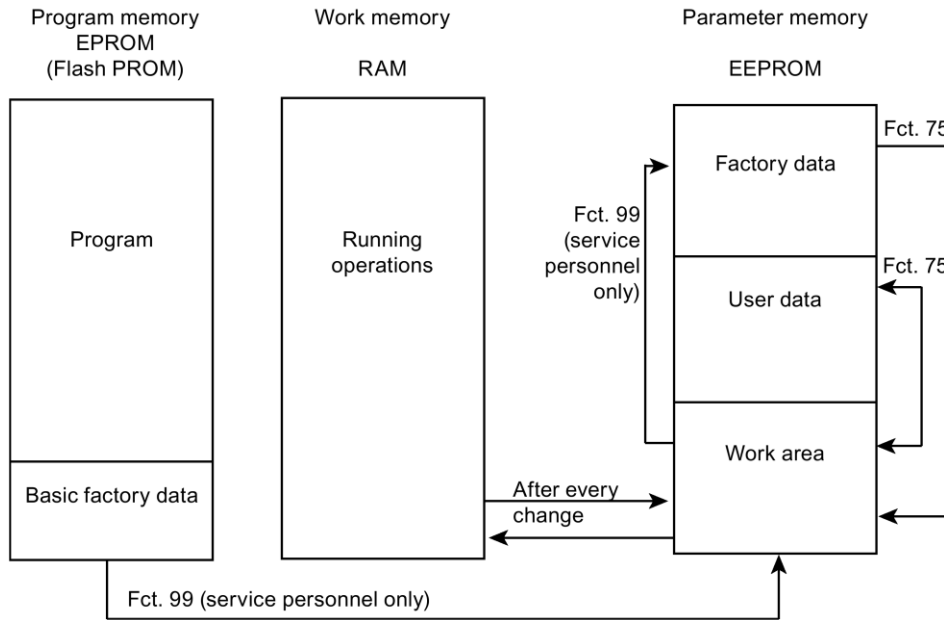 Program memory
EPROM
(Flash PROM)
Work memory
RAM
Parameter memory
EEPROM
Program
Basic factory data
Running
operations
After every
change
Fct. 99
(service
personnel
only)
Factory data
User data
Work area
Fct. 75
Fct. 75
Fct. 99 (service personnel only)